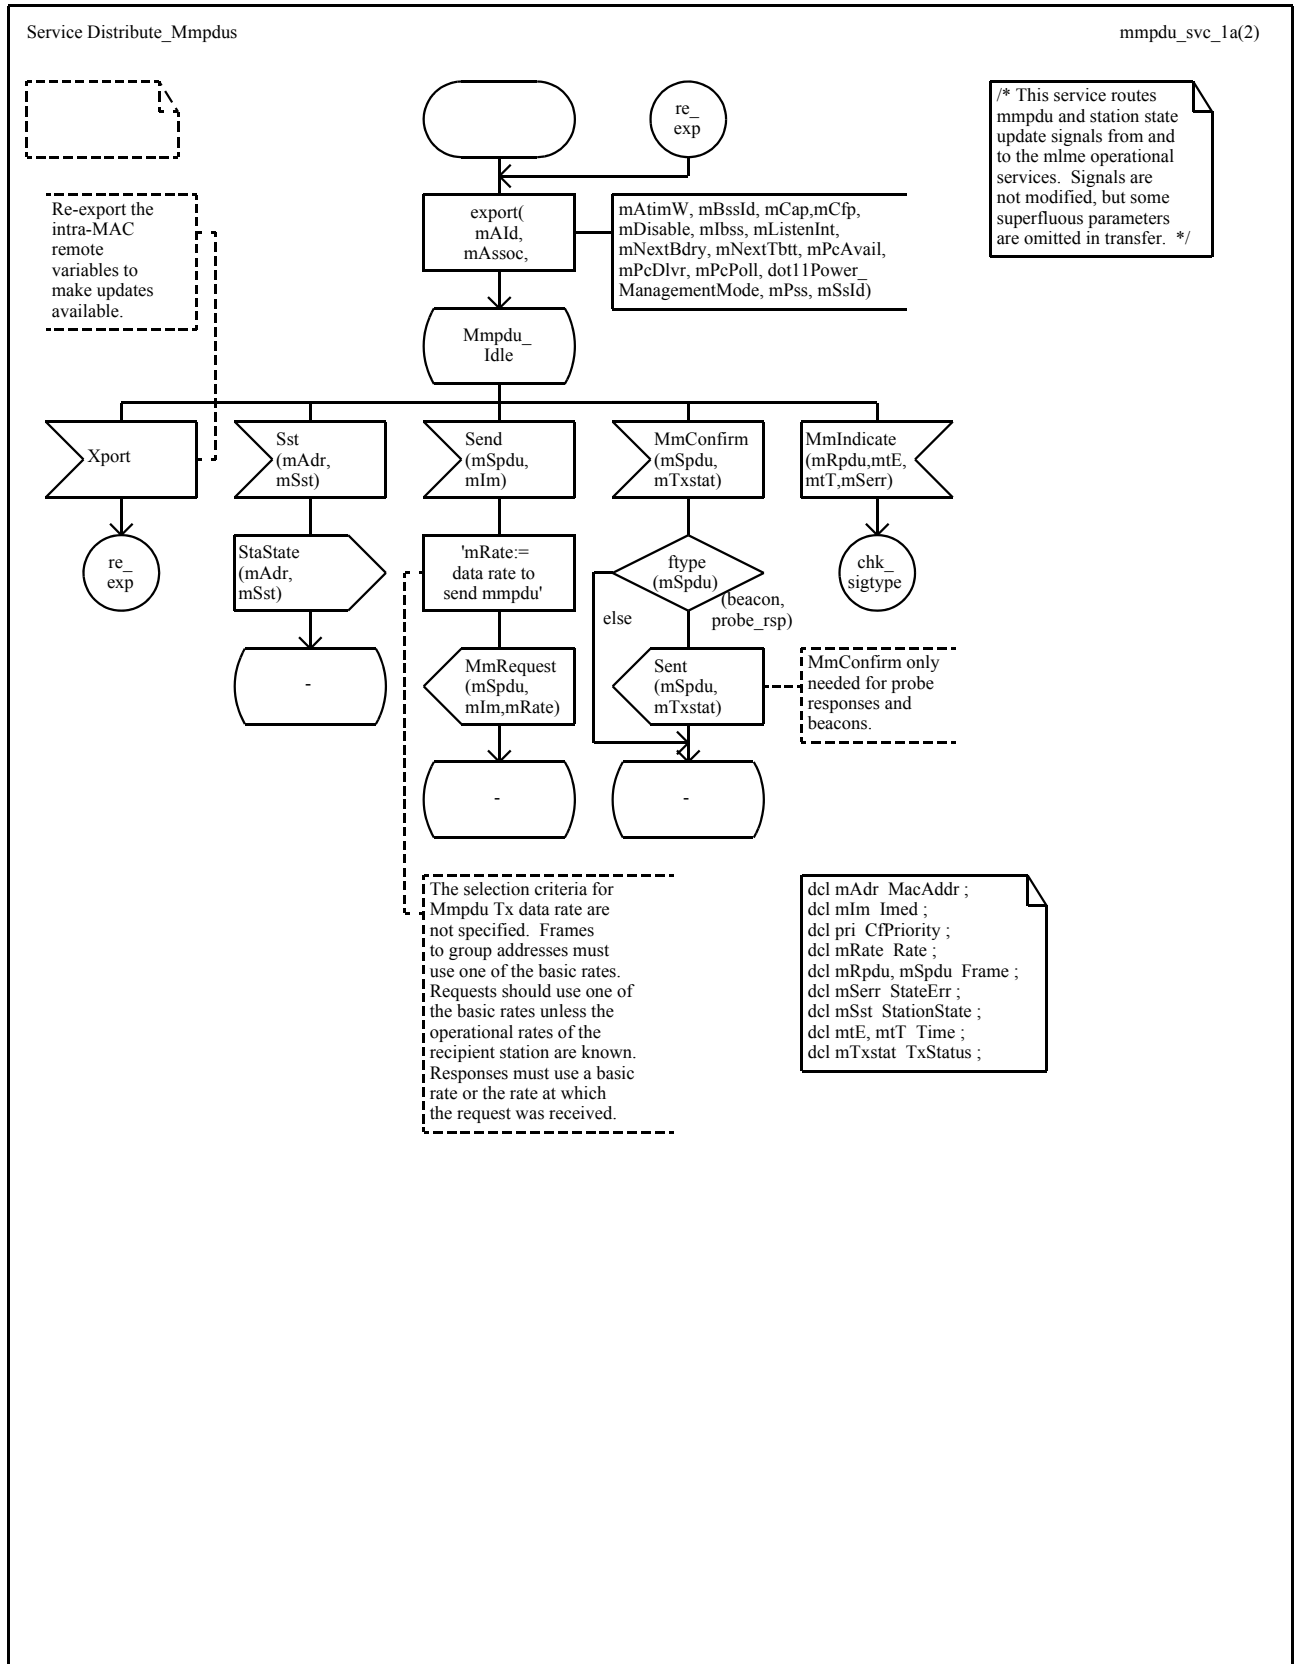 Service Distribute_Mmpdus
mmpdu_svc_1a(2)
re_
exp
/* This service routes
mmpdu and station state
update signals from and
to the mlme operational
services.  Signals are
not modified, but some
superfluous parameters
are omitted in transfer.  */
Re-export the
intra-MAC
remote
variables to
make updates
available.
export(
mAId,
mAssoc,
mAtimW, mBssId, mCap,mCfp,
mDisable, mIbss, mListenInt,
mNextBdry, mNextTbtt, mPcAvail,
mPcDlvr, mPcPoll, dot11Power_
ManagementMode, mPss, mSsId)
Mmpdu_
Idle
Xport
Sst
(mAdr,
mSst)
Send
(mSpdu,
mIm)
MmConfirm
(mSpdu,
mTxstat)
MmIndicate
(mRpdu,mtE,
mtT,mSerr)
re_
exp
StaState
(mAdr,
mSst)
'mRate:=
data rate to
send mmpdu'
ftype
(mSpdu)
chk_
sigtype
else
(beacon,
probe_rsp)
-
MmRequest
(mSpdu,
mIm,mRate)
Sent
(mSpdu,
mTxstat)
MmConfirm only
needed for probe
responses and
beacons.
-
-
The selection criteria for
Mmpdu Tx data rate are
not specified.  Frames
to group addresses must
use one of the basic rates.
Requests should use one of
the basic rates unless the
operational rates of the
recipient station are known.
Responses must use a basic
rate or the rate at which
the request was received.
dcl mAdr  MacAddr ;
dcl mIm  Imed ;
dcl pri  CfPriority ;
dcl mRate  Rate ;
dcl mRpdu, mSpdu  Frame ;
dcl mSerr  StateErr ;
dcl mSst  StationState ;
dcl mtE, mtT  Time ;
dcl mTxstat  TxStatus ;